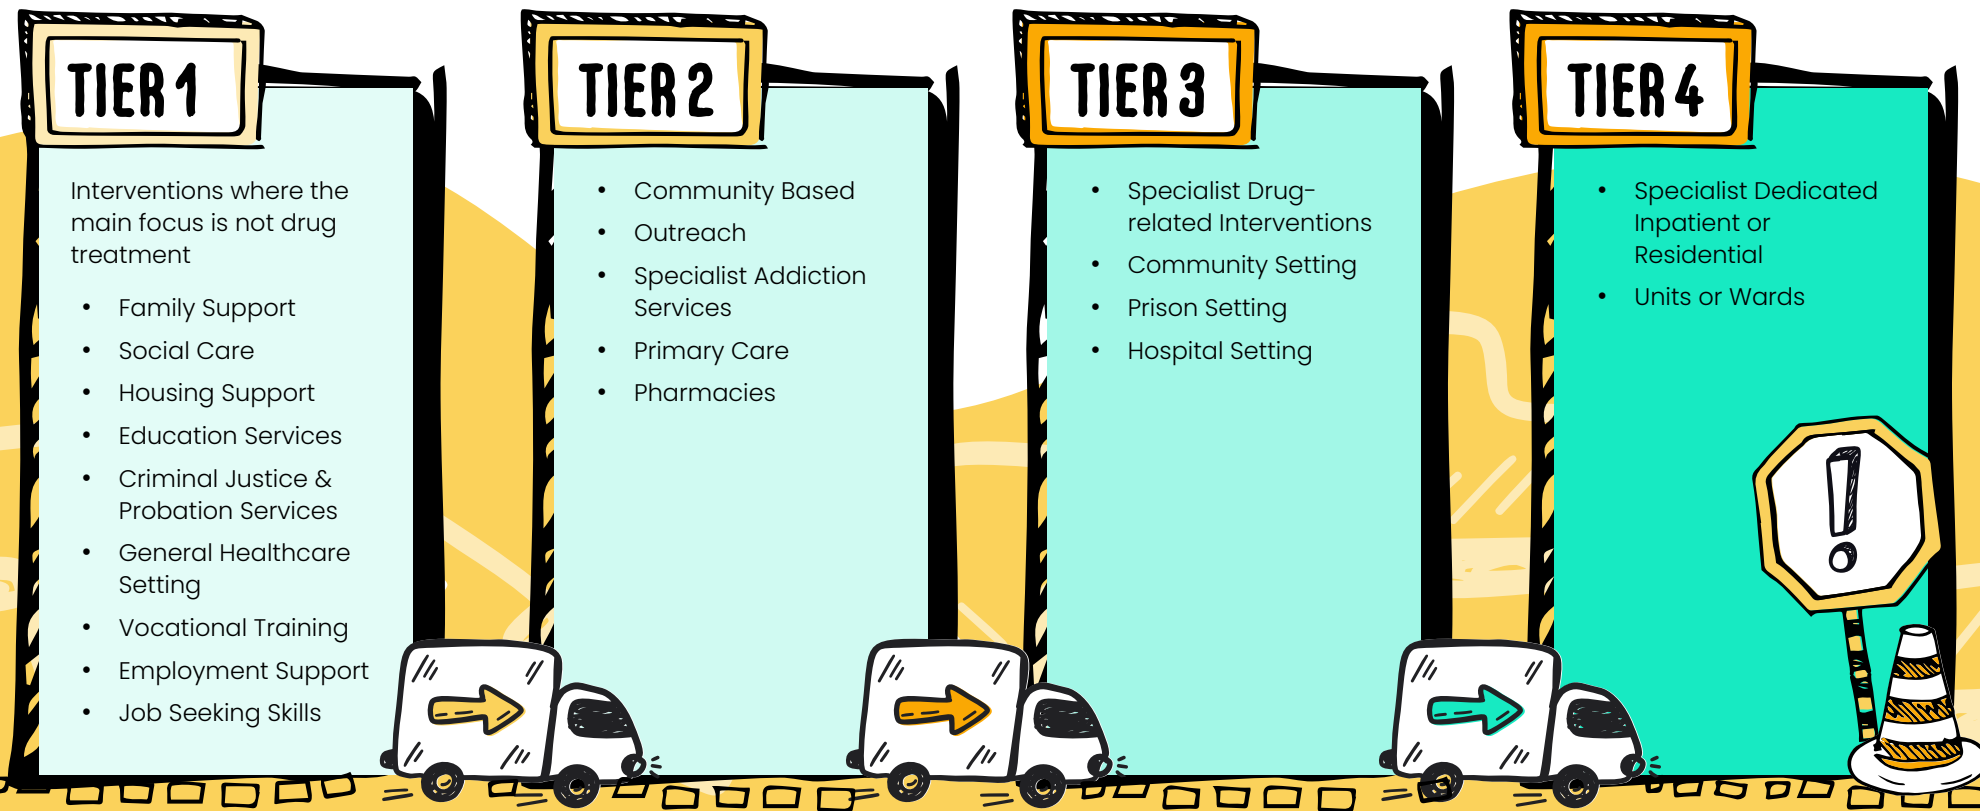 TIER 1
Interventions where the
main focus is not drug
treatment
• Family Support
• Social Care
• Housing Support
• Education Services
• Criminal Justice &
Probation Services
• General Healthcare
Setting
• Vocational Training
• Employment Support
• Job Seeking Skills
TIER 2
• Community Based
• Outreach
• Specialist Addiction
Services
• Primary Care
• Pharmacies
TIER 3
• Specialist Drug-
related Interventions
• Community Setting
• Prison Setting
• Hospital Setting
TIER 4
• Specialist Dedicated
Inpatient or
Residential
• Units or Wards
!